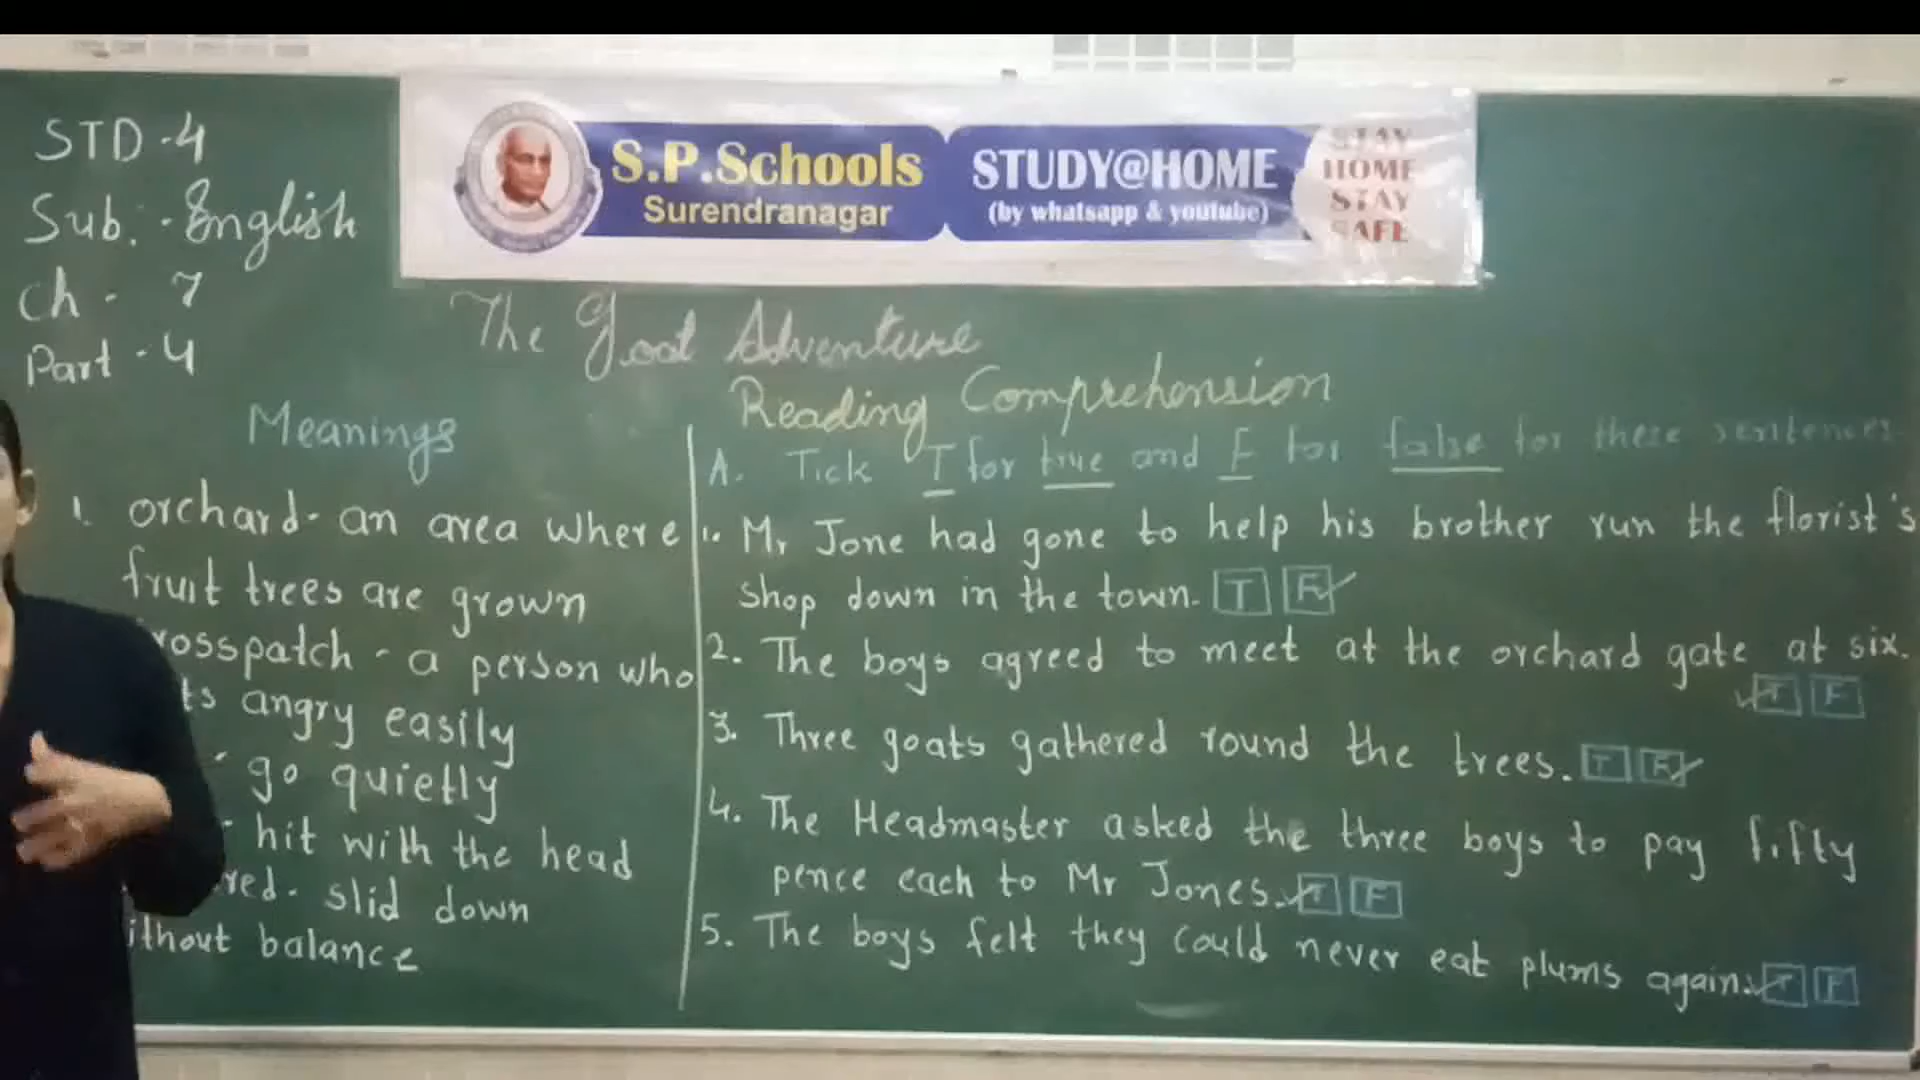 STD-4
Sub. -English
Ch - 7
Part - 4
S.P.Schools
Surendranagar
STUDY@HOME
(by whatsapp & youtube)
STAY
HOME
STAY
SAFE
The Goat Adventure
Reading Comprehension
Meanings
1. orchard - an area where
fruit trees are grown
rosspatch - a person who
ts angry easily
- go quietly
- hit with the head
red - slid down
ithout balance
A. Tick T for true and F for false for these sentences
1. Mr Jone had gone to help his brother run the florist's
shop down in the town. T F
2. The boys agreed to meet at the orchard gate at six.
T F
3. Three goats gathered round the trees. T F
4. The Headmaster asked the three boys to pay fifty
pence each to Mr Jones. T F
5. The boys felt they could never eat plums again. T F